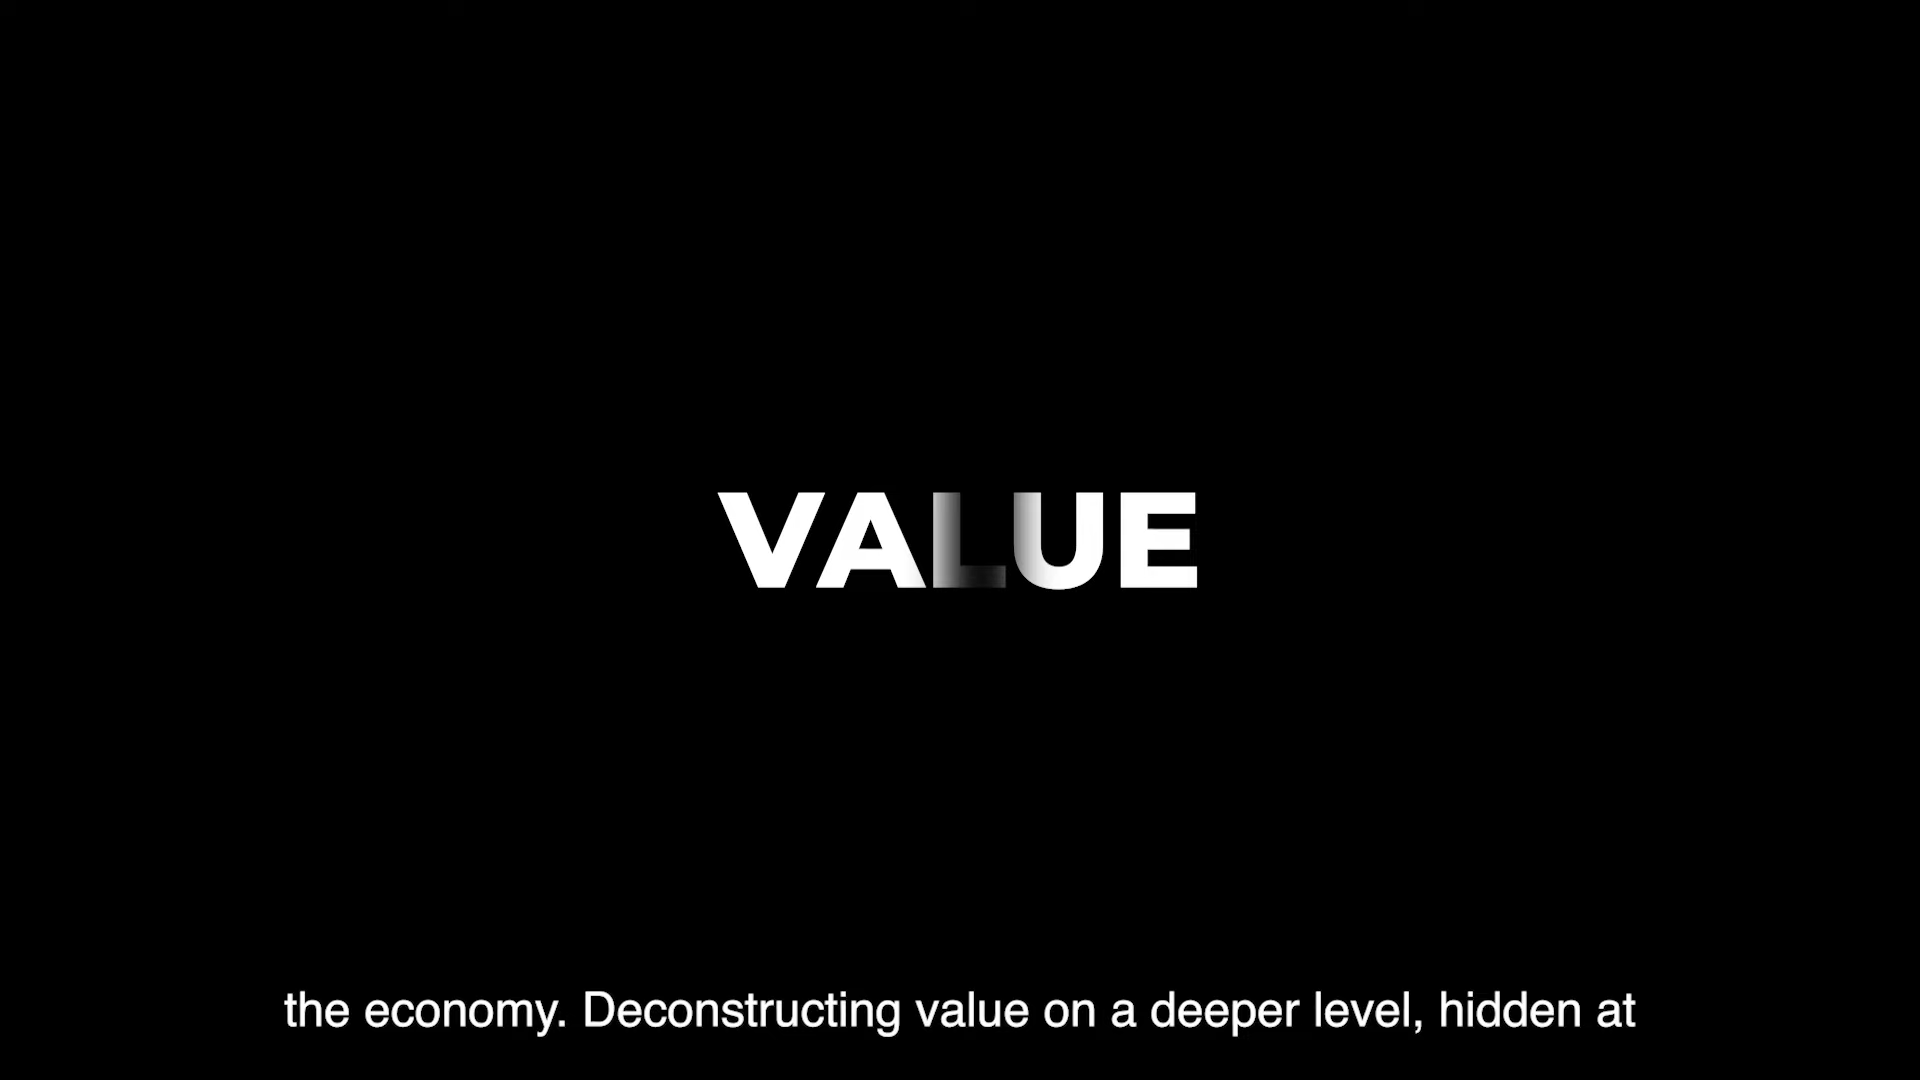 VALUE
the economy. Deconstructing value on a deeper level, hidden at